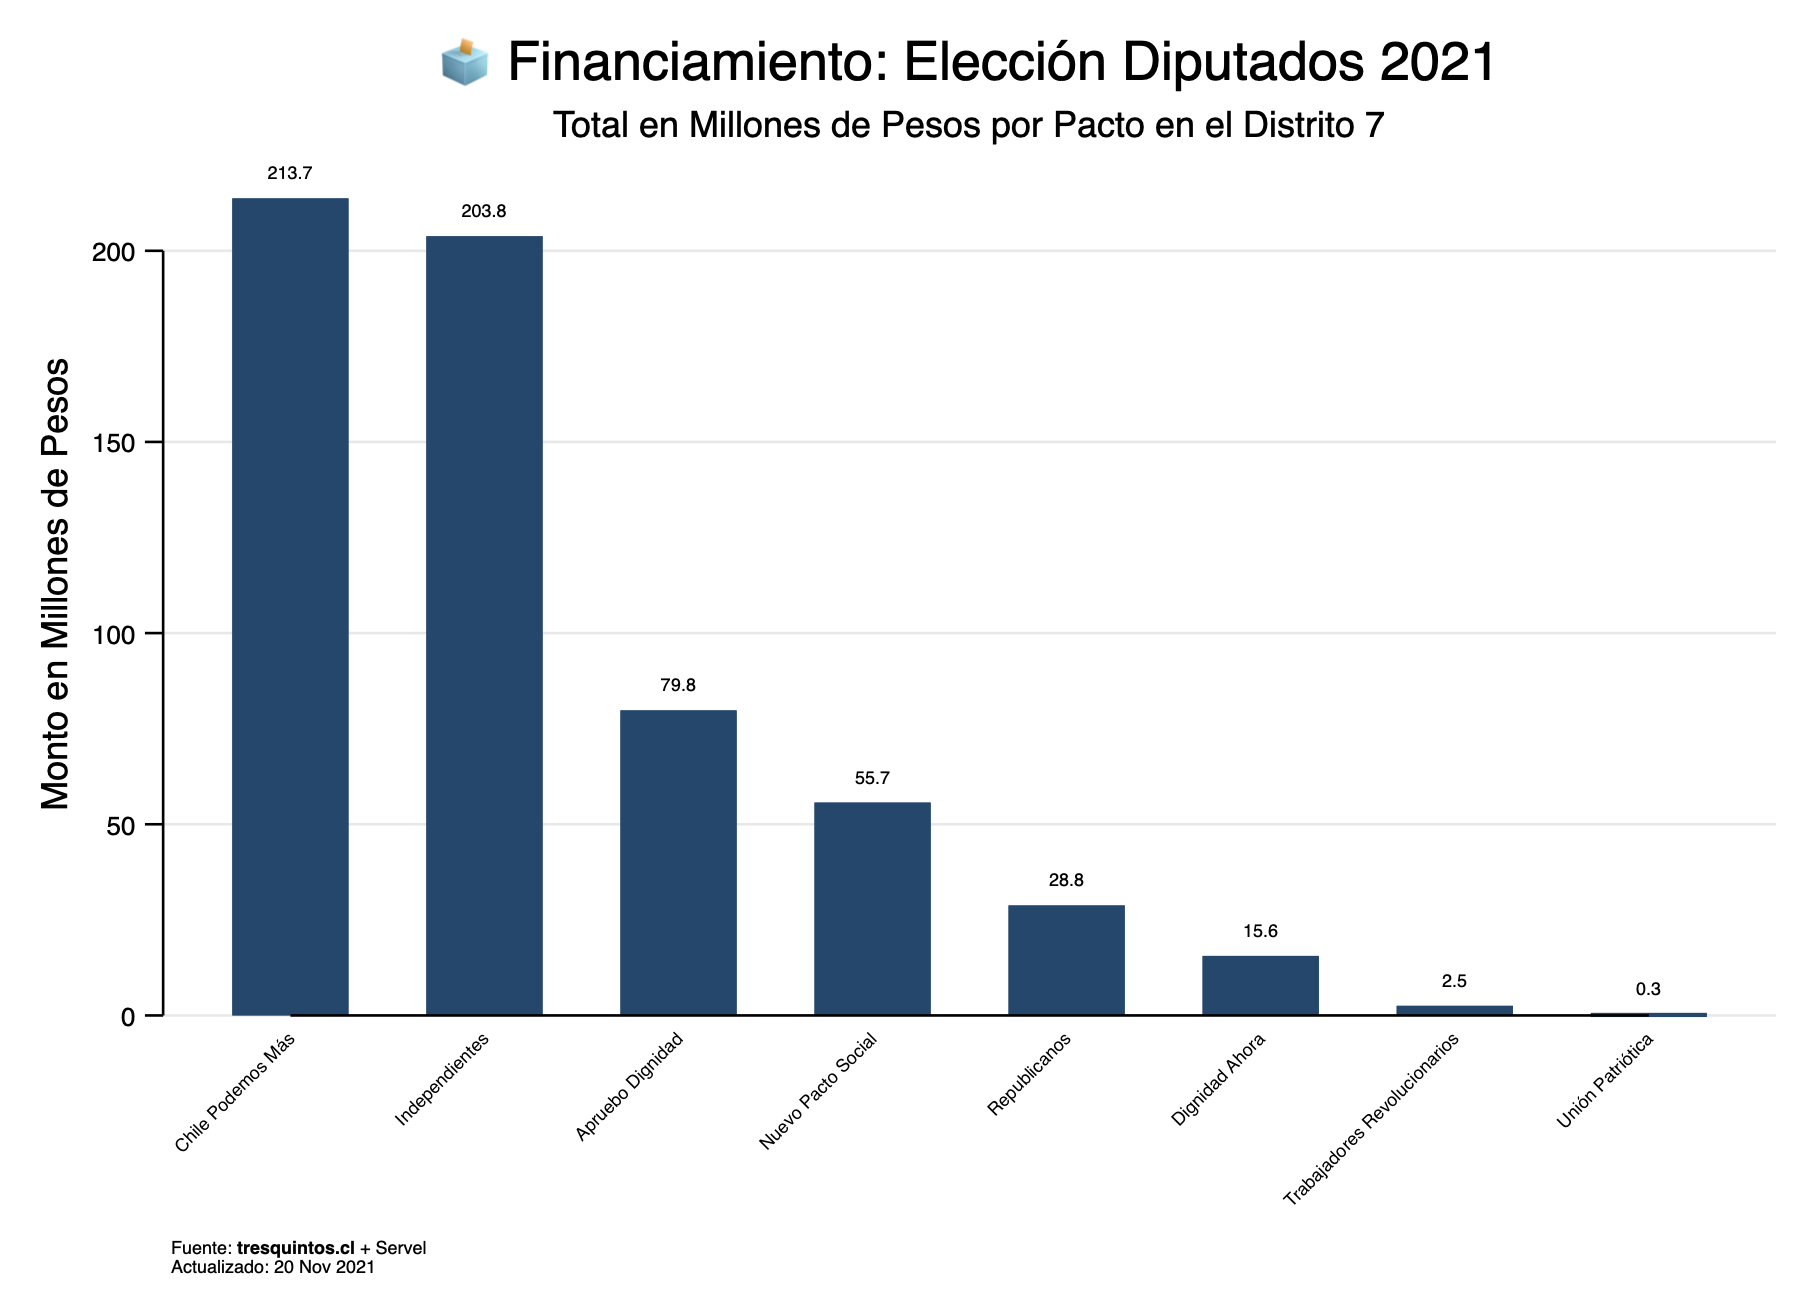 Financiamiento: Elección Diputados 2021
Total en Millones de Pesos por Pacto en el Distrito 7
Monto en Millones de Pesos
200
150
100
50
0
213.7
203.8
79.8
55.7
28.8
15.6
2.5
0.3
Chile Podemos Más
Independientes
Apruebo Dignidad
Nuevo Pacto Social
Republicanos
Dignidad Ahora
Trabajadores Revolucionarios
Unión Patriótica
Fuente: tresquintos.cl + Servel
Actualizado: 20 Nov 2021